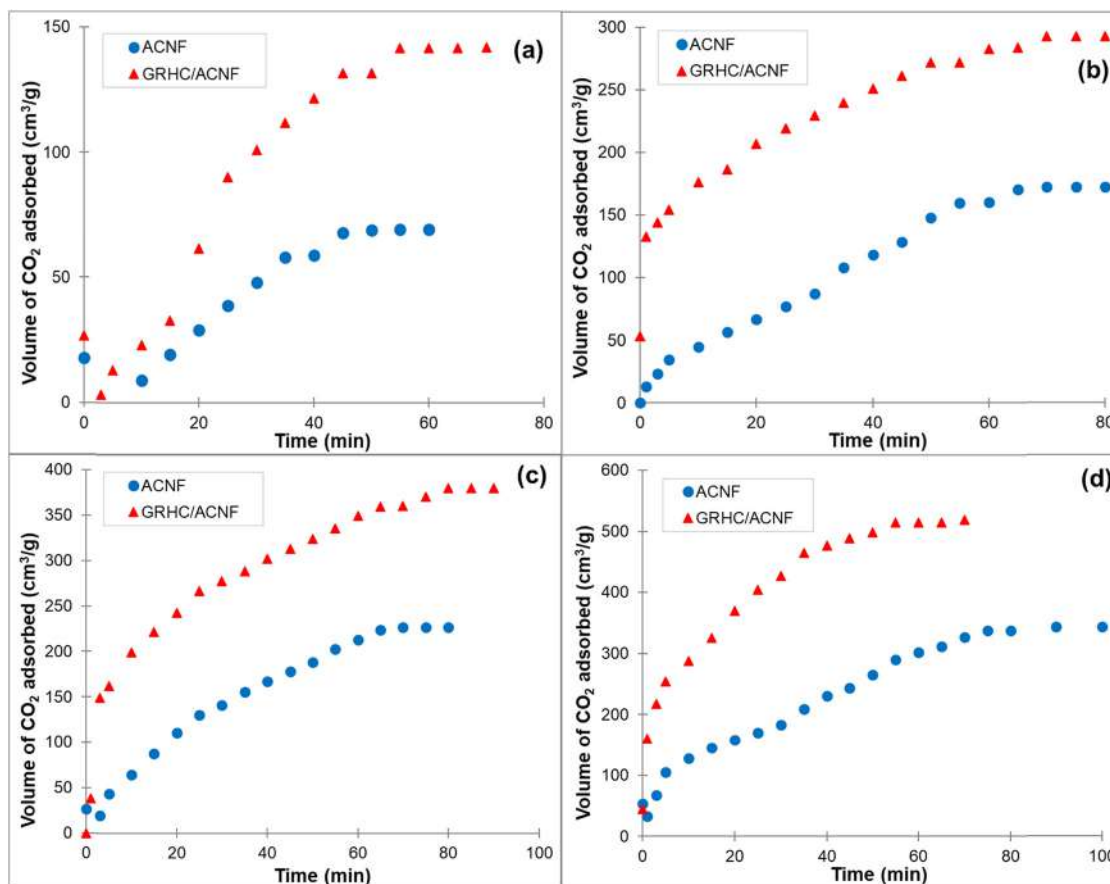 (a)
ACNF
GRHC/ACNF
Volume of CO₂ adsorbed (cm³/g)
150
100
50
0
0 20 40 60 80
Time (min)
(b)
ACNF
GRHC/ACNF
Volume of CO₂ adsorbed (cm³/g)
300
250
200
150
100
50
0
0 20 40 60 80
Time (min)
(c)
ACNF
GRHC/ACNF
Volume of CO₂ adsorbed (cm³/g)
400
350
300
250
200
150
100
50
0
0 20 40 60 80 100
Time (min)
(d)
ACNF
GRHC/ACNF
Volume of CO₂ adsorbed (cm³/g)
600
500
400
300
200
100
0
0 20 40 60 80 100
Time (min)